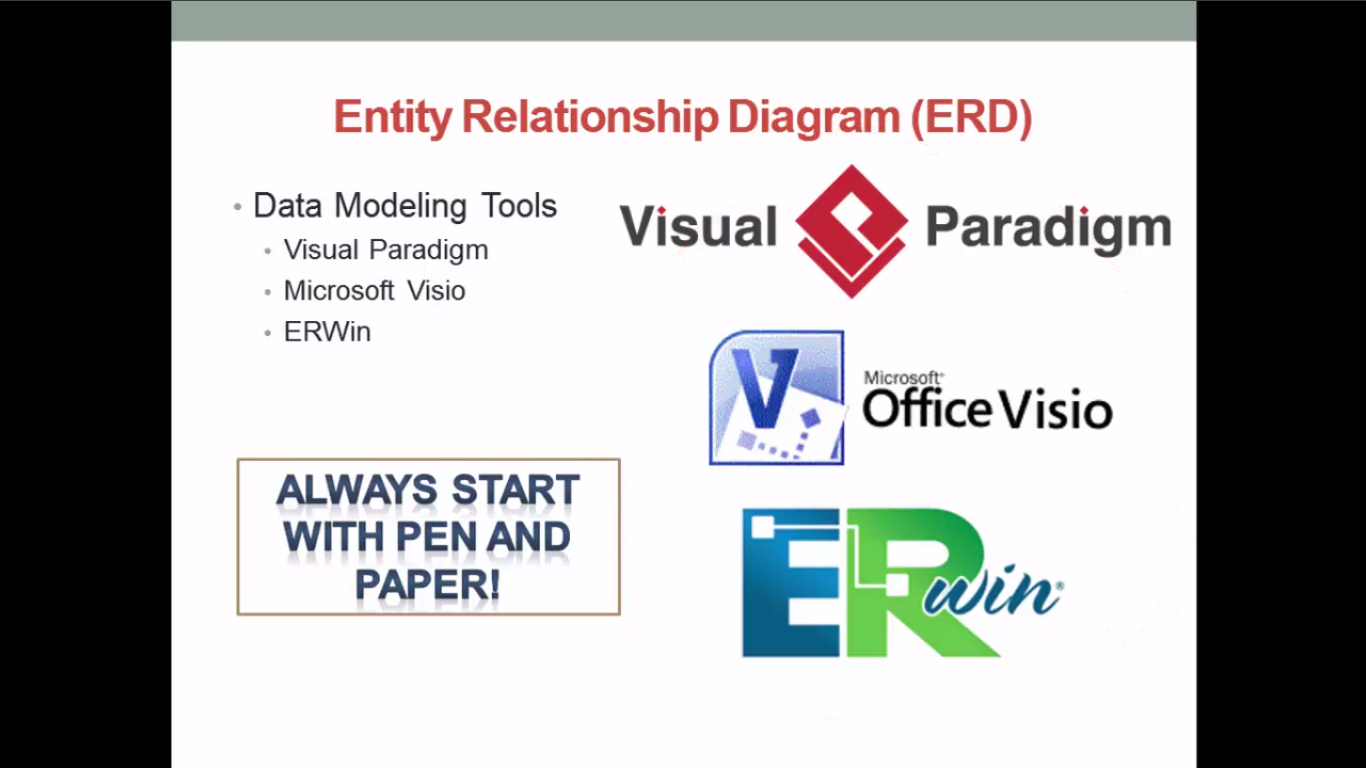 Entity Relationship Diagram (ERD)
• Data Modeling Tools
• Visual Paradigm
• Microsoft Visio
• ERWin
ALWAYS START
WITH PEN AND
PAPER!
Visual Paradigm
V
Microsoft®
Office Visio
ERwin®